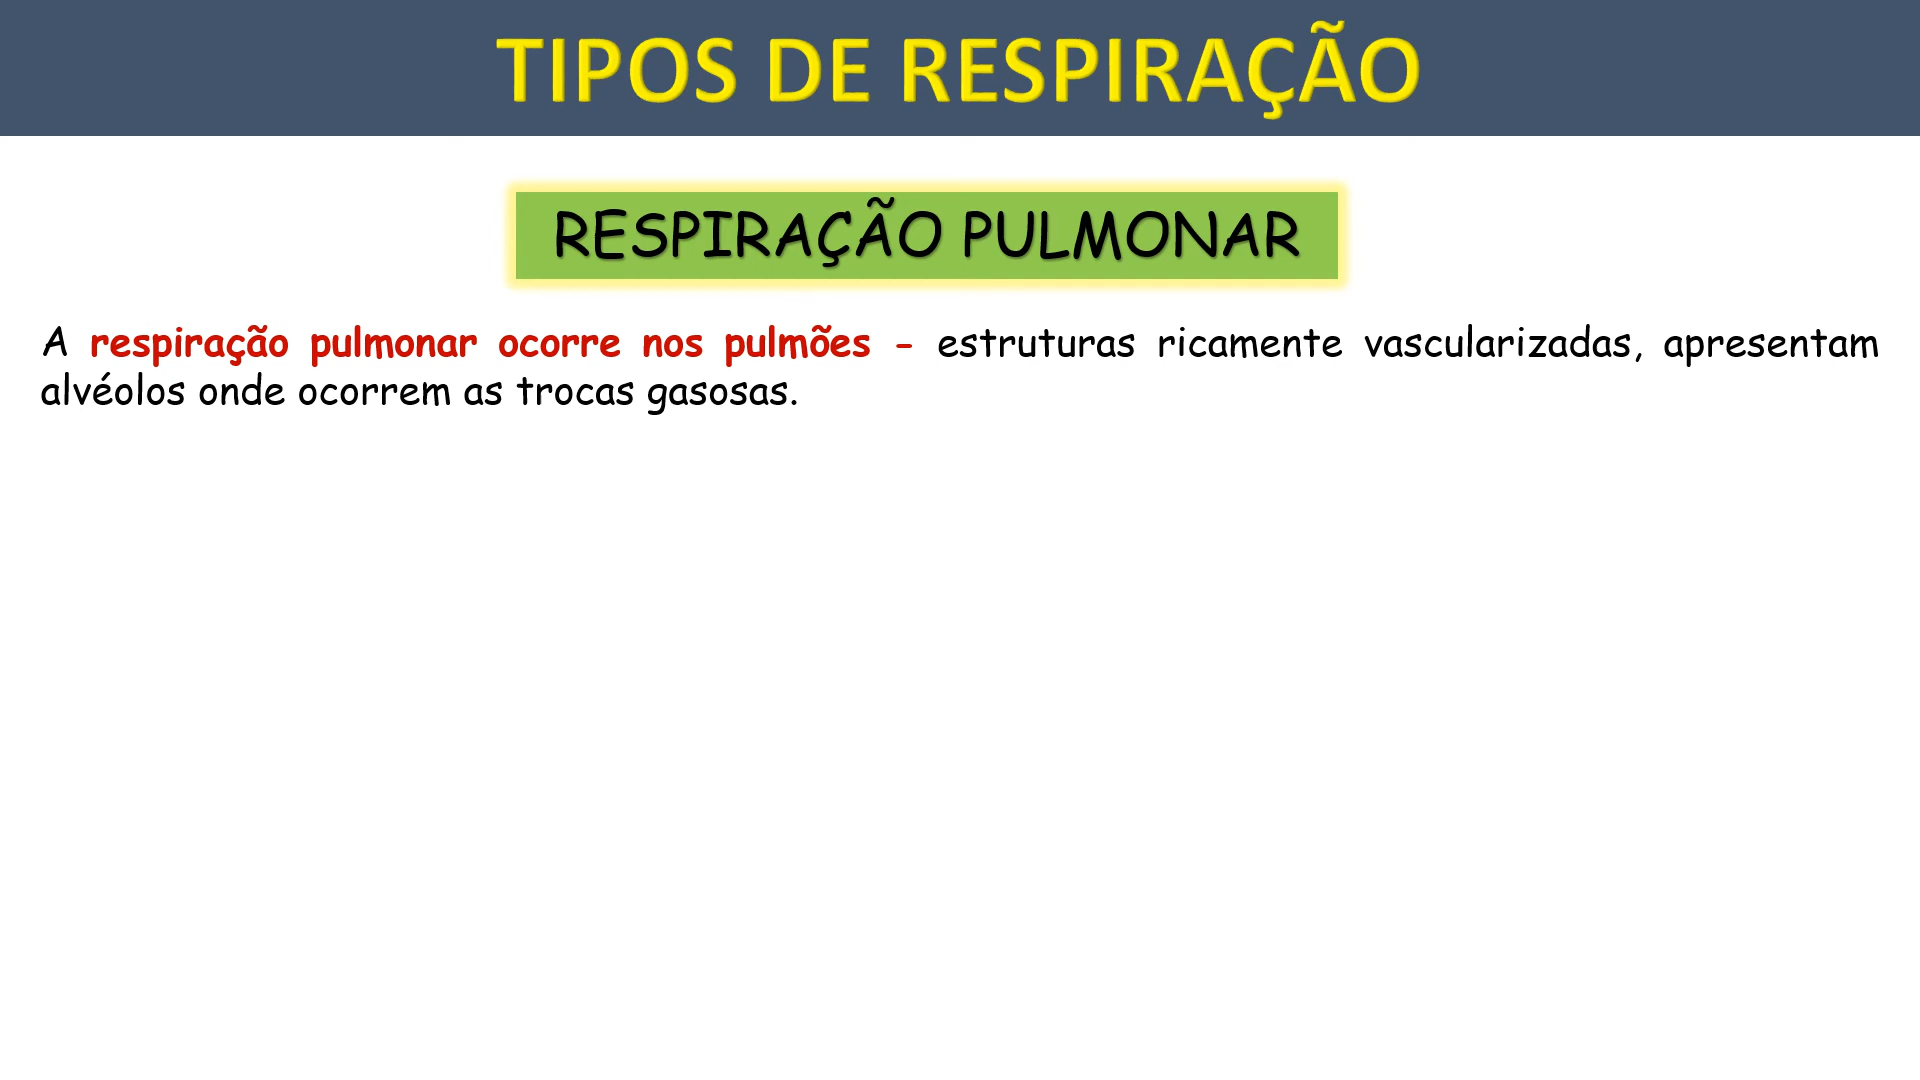 TIPOS DE RESPIRAÇÃO
RESPIRAÇÃO PULMONAR
A respiração pulmonar ocorre nos pulmões - estruturas ricamente vascularizadas, apresentam
alvéolos onde ocorrem as trocas gasosas.